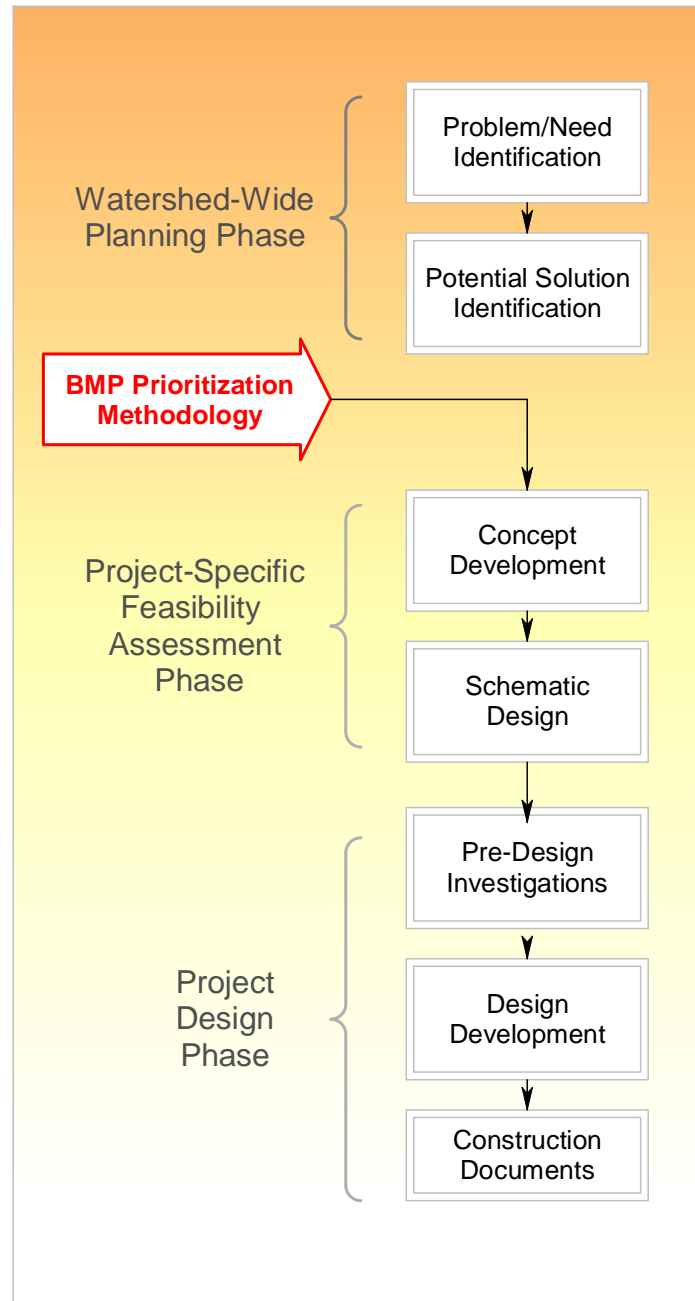 Problem/Need
Identification
Watershed-Wide
Planning Phase
Potential Solution
Identification
BMP Prioritization
Methodology
Concept
Development
Project-Specific
Feasibility
Assessment
Phase
Schematic
Design
Pre-Design
Investigations
Project
Design
Phase
Design
Development
Construction
Documents